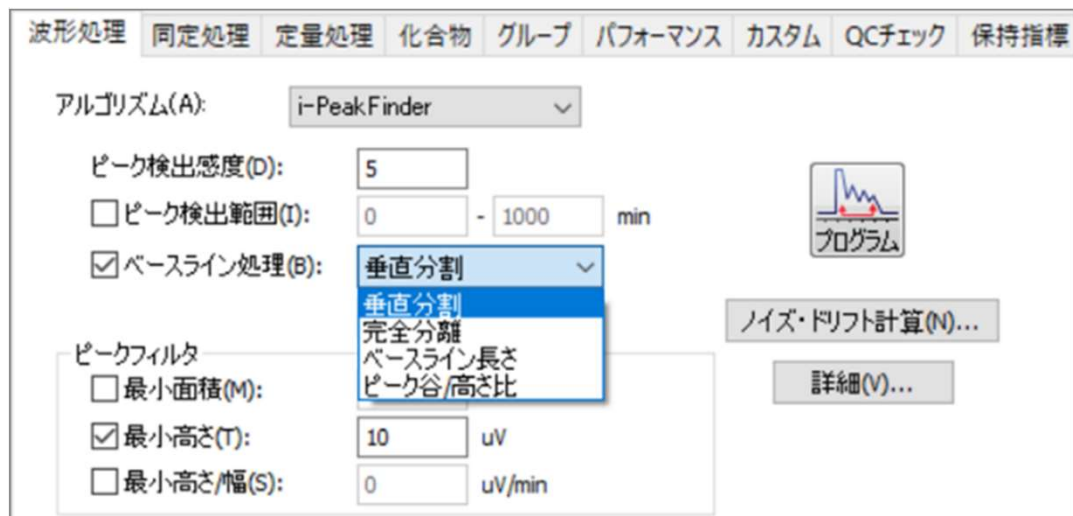 波形処理 同定処理 定量処理 化合物 グループ パフォーマンス カスタム QCチェック 保持指標
アルゴリズム(A): i-PeakFinder
ピーク検出感度(D): 5
ピーク検出範囲(I): 0 - 1000 min
プログラム
ベースライン処理(B): 垂直分割
垂直分割
完全分離
ベースライン長さ
ピーク谷/高さ比
ノイズ・ドリフト計算(N)...
詳細(V)...
ピークフィルタ
最小面積(M):
最小高さ(T): 10 uV
最小高さ/幅(S): 0 uV/min